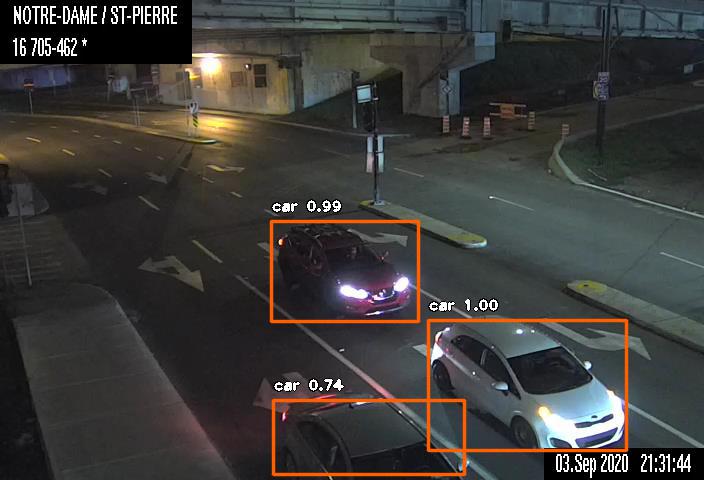 NOTRE-DAME / ST-PIERRE
16 705-462 *
car 0.99
car 1.00
car 0.74
03.Sep 2020 21:31:44